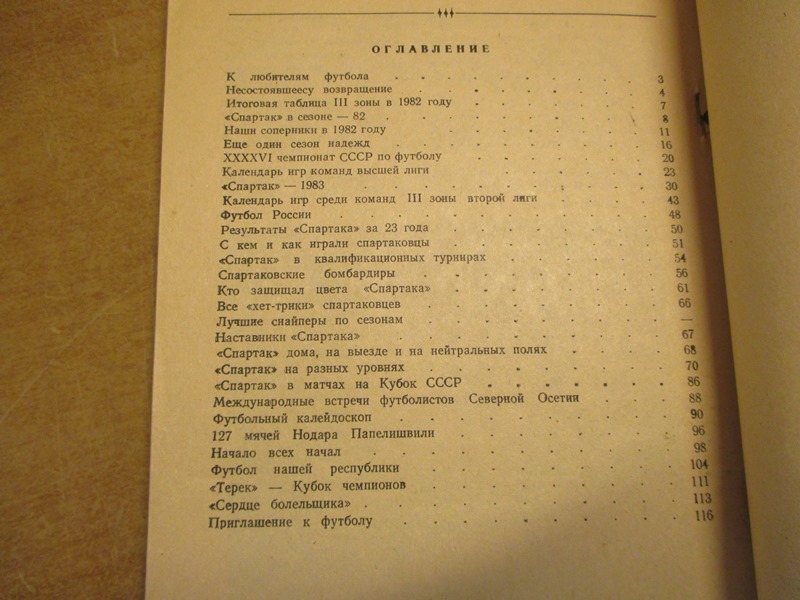 ОГЛАВЛЕНИЕ
К любителям футбола . . . . . . . . 3
Несостоявшееся возвращение . . . . . . . 4
Итоговая таблица III зоны в 1982 году . . . . . 7
«Спартак» в сезоне — 82 . . . . . . . . 8
Наши соперники в 1982 году . . . . . . 11
Еще один сезон надежд . . . . . . . 16
XXXXVI чемпионат СССР по футболу . . . . . 20
Календарь игр команд высшей лиги . . . . . 23
«Спартак» — 1983 . . . . . . . . 30
Календарь игр среди команд III зоны второй лиги . . . . 43
Футбол России . . . . . . . . . 48
Результаты «Спартака» за 23 года . . . . . . 50
С кем и как играли спартаковцы . . . . . . 51
«Спартак» в квалификационных турнирах . . . . . 54
Спартаковские бомбардиры . . . . . . . 56
Кто защищал цвета «Спартака» . . . . . . 61
Все «хет-трики» спартаковцев . . . . . . 66
Лучшие снайперы по сезонам . . . . . . . —
Наставники «Спартака» . . . . . . . . 67
«Спартак» дома, на выезде и на нейтральных полях . . . . 68
«Спартак» на разных уровнях . . . . . . . 70
«Спартак» в матчах на Кубок СССР . . . . . . 86
Международные встречи футболистов Северной Осетии . . . 88
Футбольный калейдоскоп . . . . . . . 90
127 мячей Нодара Папелишвили . . . . . . 96
Начало всех начал . . . . . . . . 98
Футбол нашей республики . . . . . . . 104
«Терек» — Кубок чемпионов . . . . . . . 111
«Сердце болельщика» . . . . . . . . 113
Приглашение к футболу . . . . . . . . 116